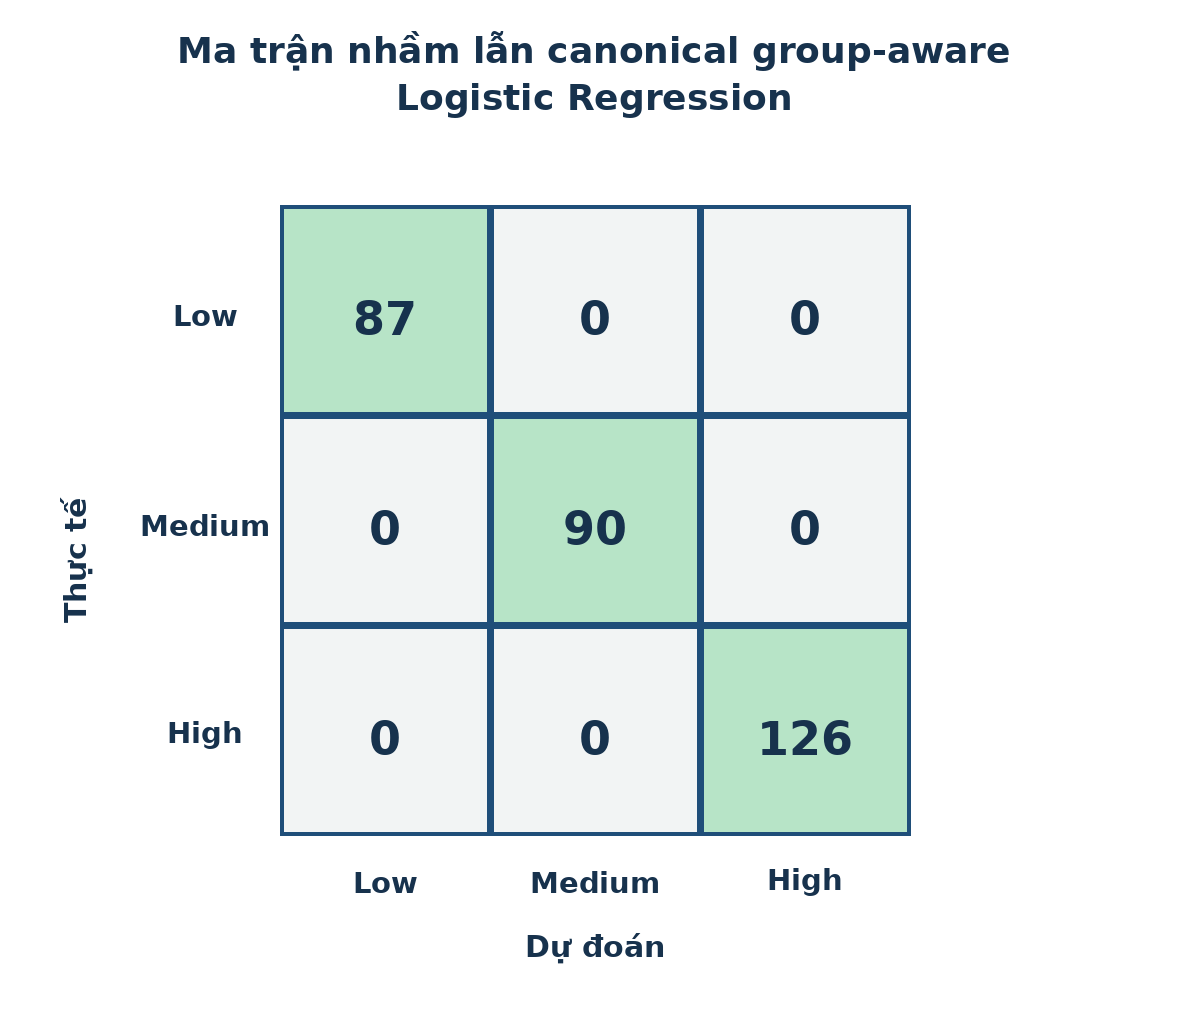 Ma trận nhầm lẫn canonical group-aware
Logistic Regression
Low 87 0 0
Thực tế
Medium 0 90 0
High 0 0 126
Low Medium High
Dự đoán